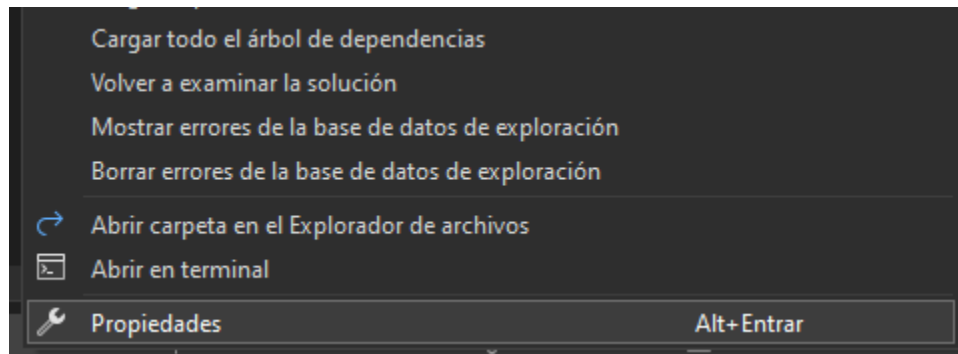 Cargar todo el árbol de dependencias
Volver a examinar la solución
Mostrar errores de la base de datos de exploración
Borrar errores de la base de datos de exploración
Abrir carpeta en el Explorador de archivos
Abrir en terminal
Propiedades Alt+Entrar